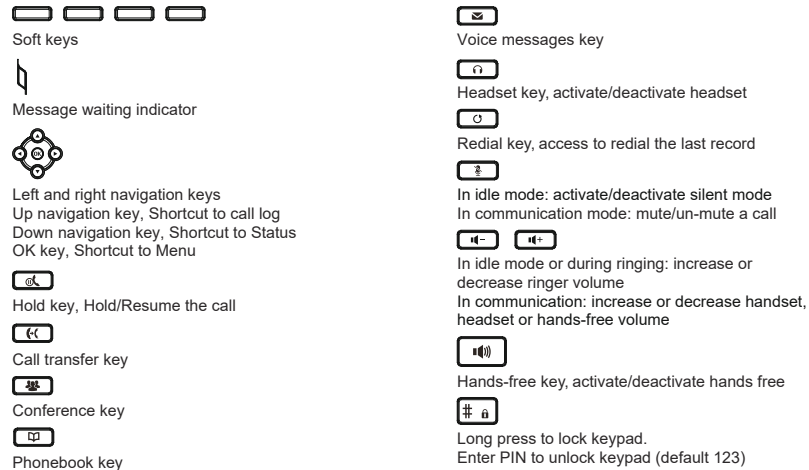 Soft keys
Message waiting indicator
OK
Left and right navigation keys
Up navigation key, Shortcut to call log
Down navigation key, Shortcut to Status
OK key, Shortcut to Menu
Hold key, Hold/Resume the call
Call transfer key
Conference key
Phonebook key
Voice messages key
Headset key, activate/deactivate headset
Redial key, access to redial the last record
In idle mode: activate/deactivate silent mode
In communication mode: mute/un-mute a call
- +
In idle mode or during ringing: increase or
decrease ringer volume
In communication: increase or decrease handset,
headset or hands-free volume
Hands-free key, activate/deactivate hands free
#
Long press to lock keypad.
Enter PIN to unlock keypad (default 123)